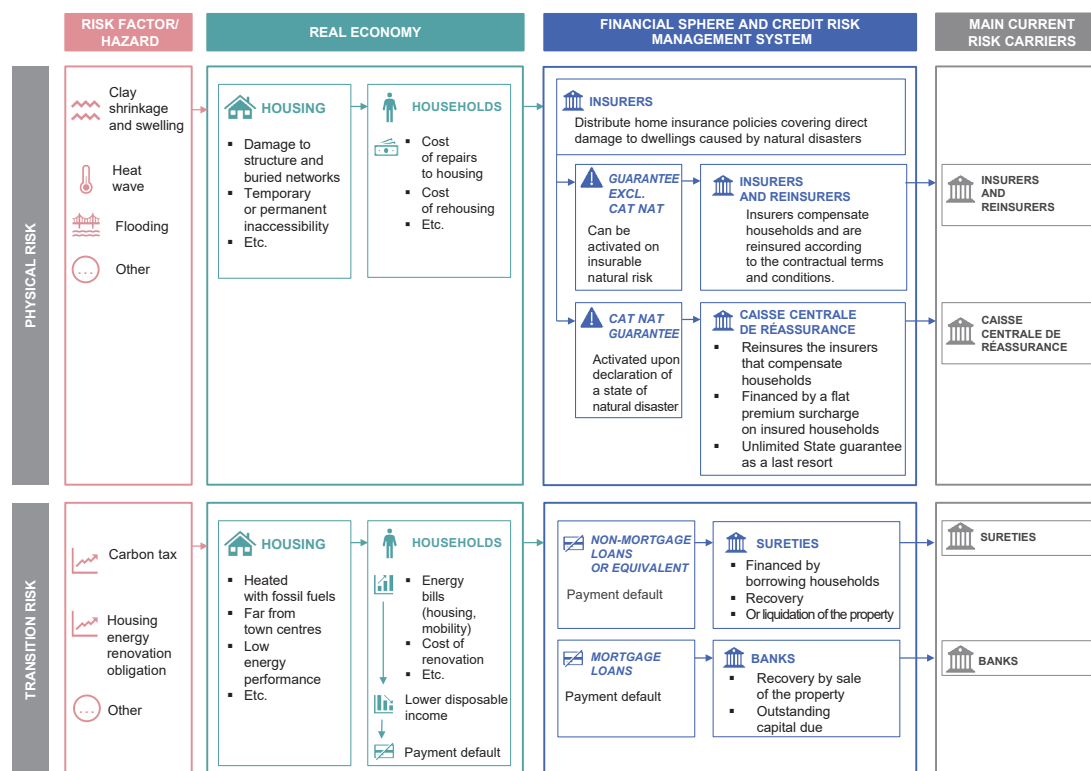 RISK FACTOR/
HAZARD
REAL ECONOMY
FINANCIAL SPHERE AND CREDIT RISK
MANAGEMENT SYSTEM
MAIN CURRENT
RISK CARRIERS
PHYSICAL RISK
Clay
shrinkage
and swelling
Heat
wave
Flooding
Other
HOUSING
▪ Damage to
structure and
buried networks
▪ Temporary
or permanent
inaccessibility
▪ Etc.
HOUSEHOLDS
▪ Cost
of repairs
to housing
▪ Cost
of rehousing
▪ Etc.
INSURERS
Distribute home insurance policies covering direct
damage to dwellings caused by natural disasters
GUARANTEE
EXCL.
CAT NAT
Can be
activated on
insurable
natural risk
INSURERS
AND REINSURERS
Insurers compensate
households and are
reinsured according
to the contractual terms
and conditions.
INSURERS
AND
REINSURERS
CAT NAT
GUARANTEE
Activated upon
declaration of
a state of
natural disaster
CAISSE CENTRALE
DE RÉASSURANCE
▪ Reinsures the insurers
that compensate
households
▪ Financed by a flat
premium surcharge
on insured households
▪ Unlimited State guarantee
as a last resort
CAISSE
CENTRALE DE
RÉASSURANCE
TRANSITION RISK
Carbon tax
Housing
energy
renovation
obligation
Other
HOUSING
▪ Heated
with fossil fuels
▪ Far from
town centres
▪ Low
energy
performance
▪ Etc.
HOUSEHOLDS
▪ Energy
bills
(housing,
mobility)
▪ Cost of
renovation
▪ Etc.
Lower disposable
income
Payment default
NON-MORTGAGE
LOANS
OR EQUIVALENT
Payment default
SURETIES
▪ Financed by
borrowing households
▪ Recovery
▪ Or liquidation of the property
SURETIES
MORTGAGE
LOANS
Payment default
BANKS
▪ Recovery by sale
of the property
▪ Outstanding
capital due
BANKS